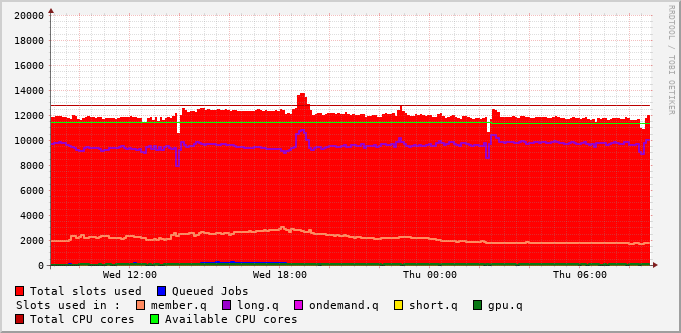 20000
18000
16000
14000
12000
10000
8000
6000
4000
2000
0
Wed 12:00 Wed 18:00 Thu 00:00 Thu 06:00
RRDTOOL / TOBI OETIKER
Total slots used Queued Jobs
Slots used in : member.q long.q ondemand.q short.q gpu.q
Total CPU cores Available CPU cores